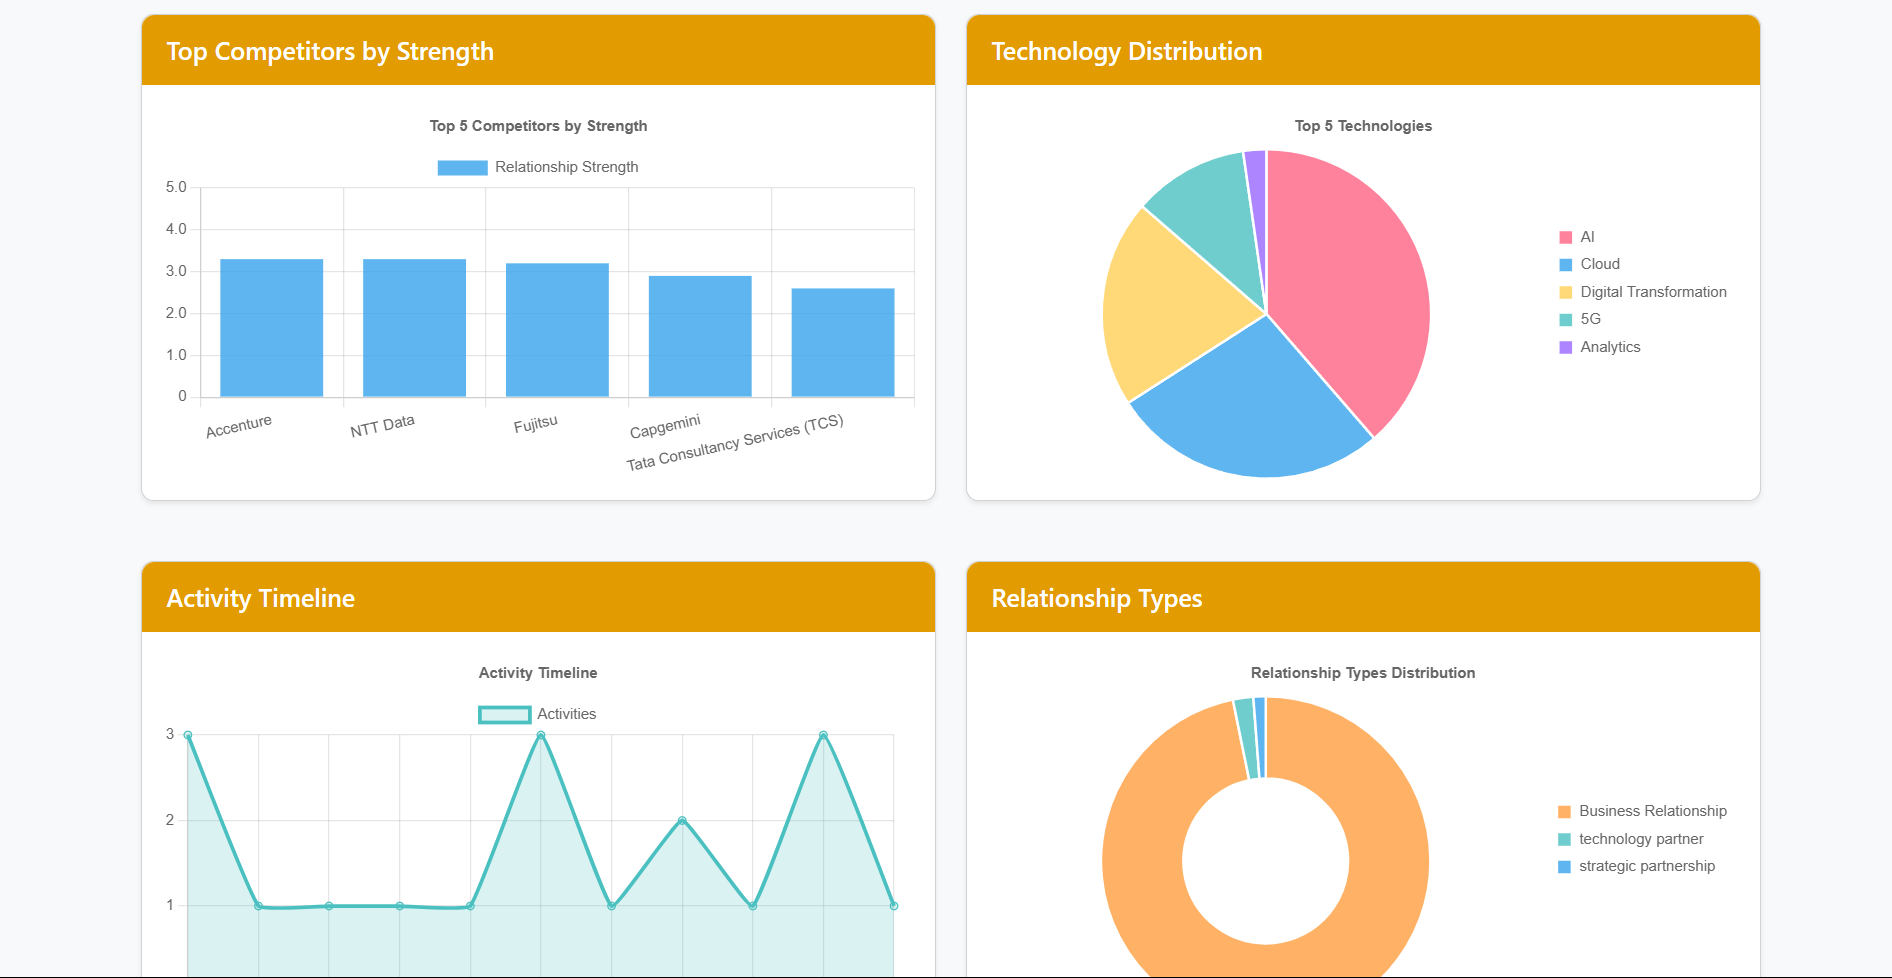 Top Competitors by Strength
Top 5 Competitors by Strength
Relationship Strength
5.0
4.0
3.0
2.0
1.0
0
Accenture
NTT Data
Fujitsu
Capgemini
Tata Consultancy Services (TCS)
Technology Distribution
Top 5 Technologies
AI
Cloud
Digital Transformation
5G
Analytics
Activity Timeline
Activity Timeline
Activities
3
2
1
Relationship Types
Relationship Types Distribution
Business Relationship
technology partner
strategic partnership